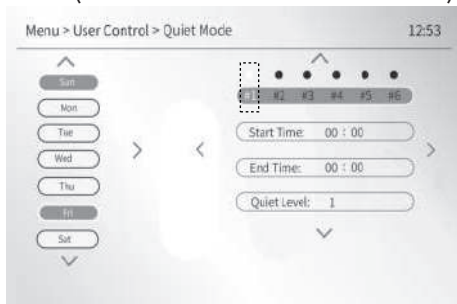 Menu > User Control > Quiet Mode 12:53
Sun
Mon
Tue
Wed
Thu
Fri
Sat
#1 #2 #3 #4 #5 #6
Start Time: 00 : 00
End Time: 00 : 00
Quiet Level: 1